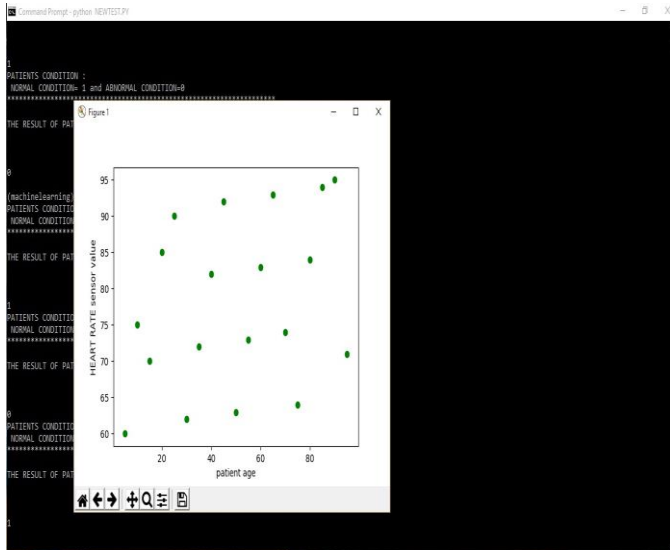 Command Prompt - python NEWTEST.PY
1
PATIENTS CONDITION :
NORMAL CONDITION= 1 and ABNORMAL CONDITION=0
********************************************************************
THE RESULT OF PAT
0
(machinelearning)
PATIENTS CONDITIO
NORMAL CONDITION
*****************
THE RESULT OF PAT
1
PATIENTS CONDITIO
NORMAL CONDITION
*****************
THE RESULT OF PAT
0
PATIENTS CONDITIO
NORMAL CONDITION
*****************
THE RESULT OF PAT
1
Figure 1
95
90
85
80
75
70
65
60
HEART RATE sensor value
20 40 60 80
patient age